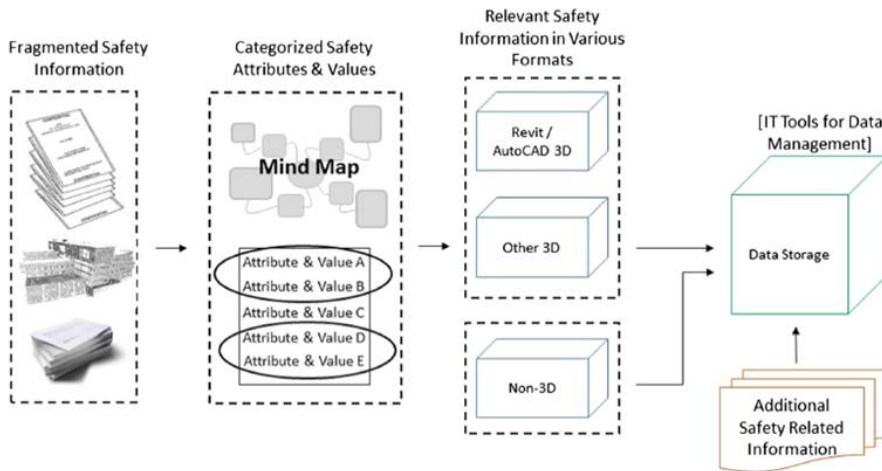 Fragmented Safety
Information
Categorized Safety
Attributes & Values
Mind Map
Attribute & Value A
Attribute & Value B
Attribute & Value C
Attribute & Value D
Attribute & Value E
Relevant Safety
Information in Various
Formats
Revit /
AutoCAD 3D
Other 3D
Non-3D
[IT Tools for Data
Management]
Data Storage
Additional
Safety Related
Information